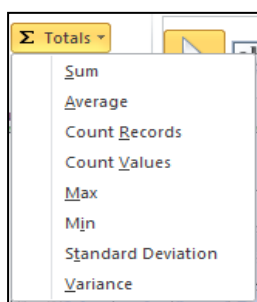 Σ Totals
Sum
Average
Count Records
Count Values
Max
Min
Standard Deviation
Variance